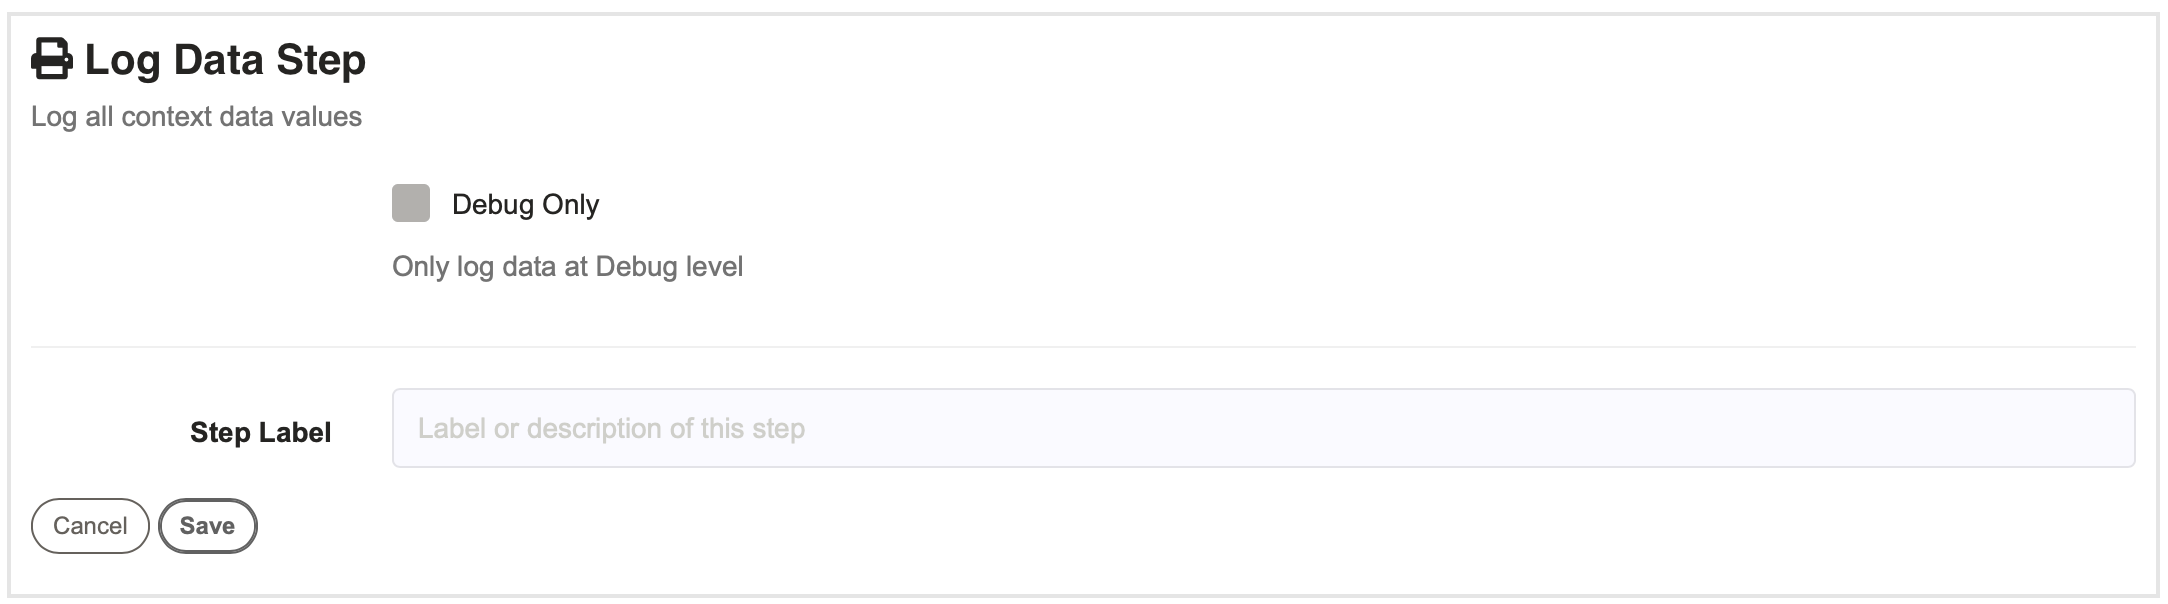 Log Data Step
Log all context data values
Debug Only
Only log data at Debug level
Step Label
Label or description of this step
Cancel
Save